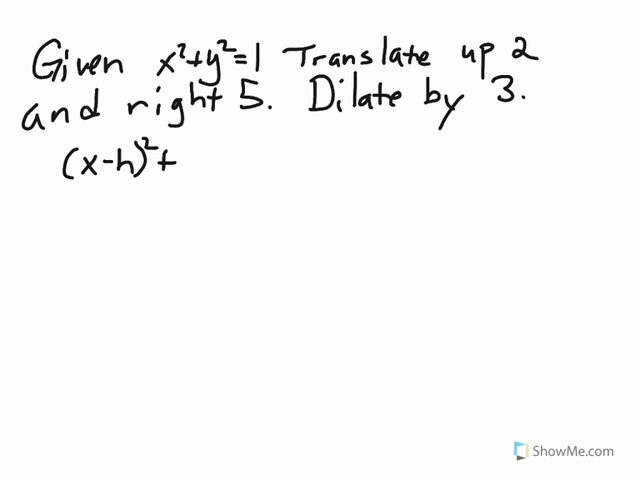 Given x²+y²=1 Translate up 2
and right 5. Dilate by 3.
(x-h)²+
ShowMe.com